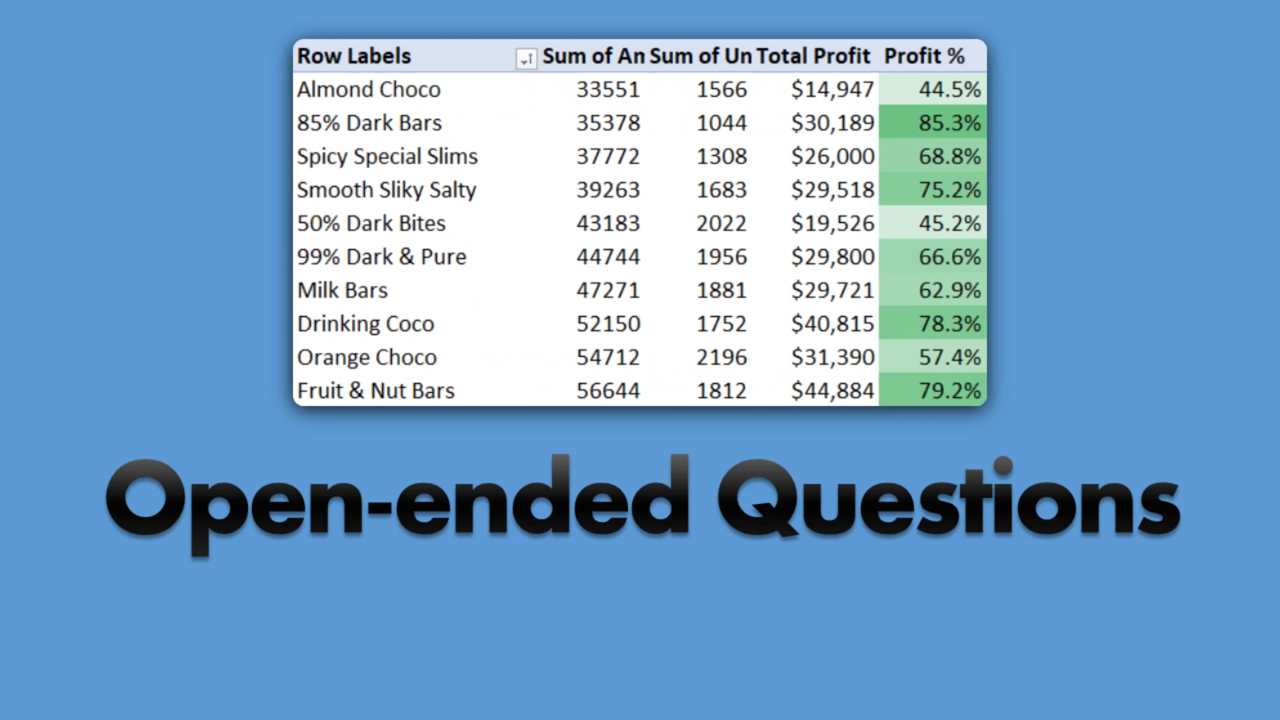 Row Labels Sum of An Sum of Un Total Profit Profit %
Almond Choco 33551 1566 $14,947 44.5%
85% Dark Bars 35378 1044 $30,189 85.3%
Spicy Special Slims 37772 1308 $26,000 68.8%
Smooth Sliky Salty 39263 1683 $29,518 75.2%
50% Dark Bites 43183 2022 $19,526 45.2%
99% Dark & Pure 44744 1956 $29,800 66.6%
Milk Bars 47271 1881 $29,721 62.9%
Drinking Coco 52150 1752 $40,815 78.3%
Orange Choco 54712 2196 $31,390 57.4%
Fruit & Nut Bars 56644 1812 $44,884 79.2%
Open-ended Questions